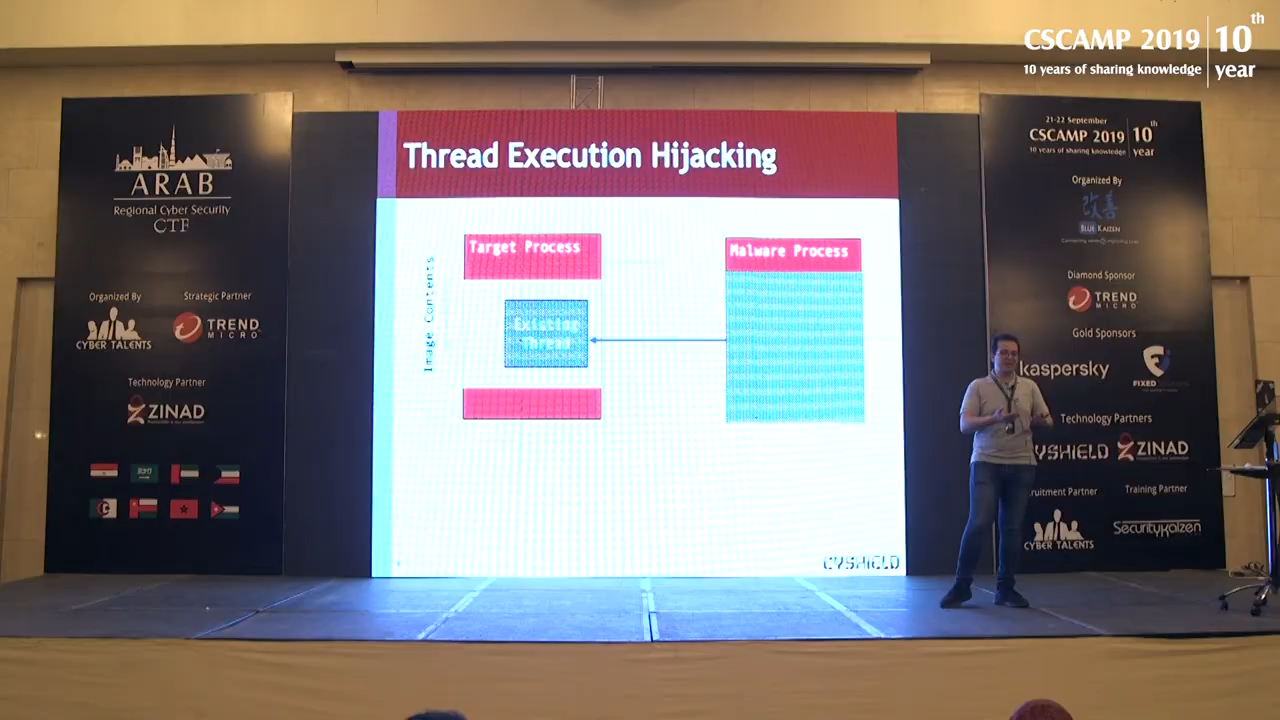 CSCAMP 2019 10th
10 years of sharing knowledge year
ARAB
Regional Cyber Security
CTF
Organized By
CYBER TALENTS
Strategic Partner
TREND
MICRO
Technology Partner
ZINAD
Thread Execution Hijacking
Image Contents
Target Process
Existing
Thread
Malware Process
CYSHIELD
21-22 September
CSCAMP 2019 10th
10 years of sharing knowledge year
Organized By
改善
BLUE KAIZEN
Diamond Sponsor
TREND
MICRO
Gold Sponsors
kaspersky
FIXED
Technology Partners
YSHIELD
ZINAD
ruitment Partner
CYBER TALENTS
Training Partner
Securitykaizen